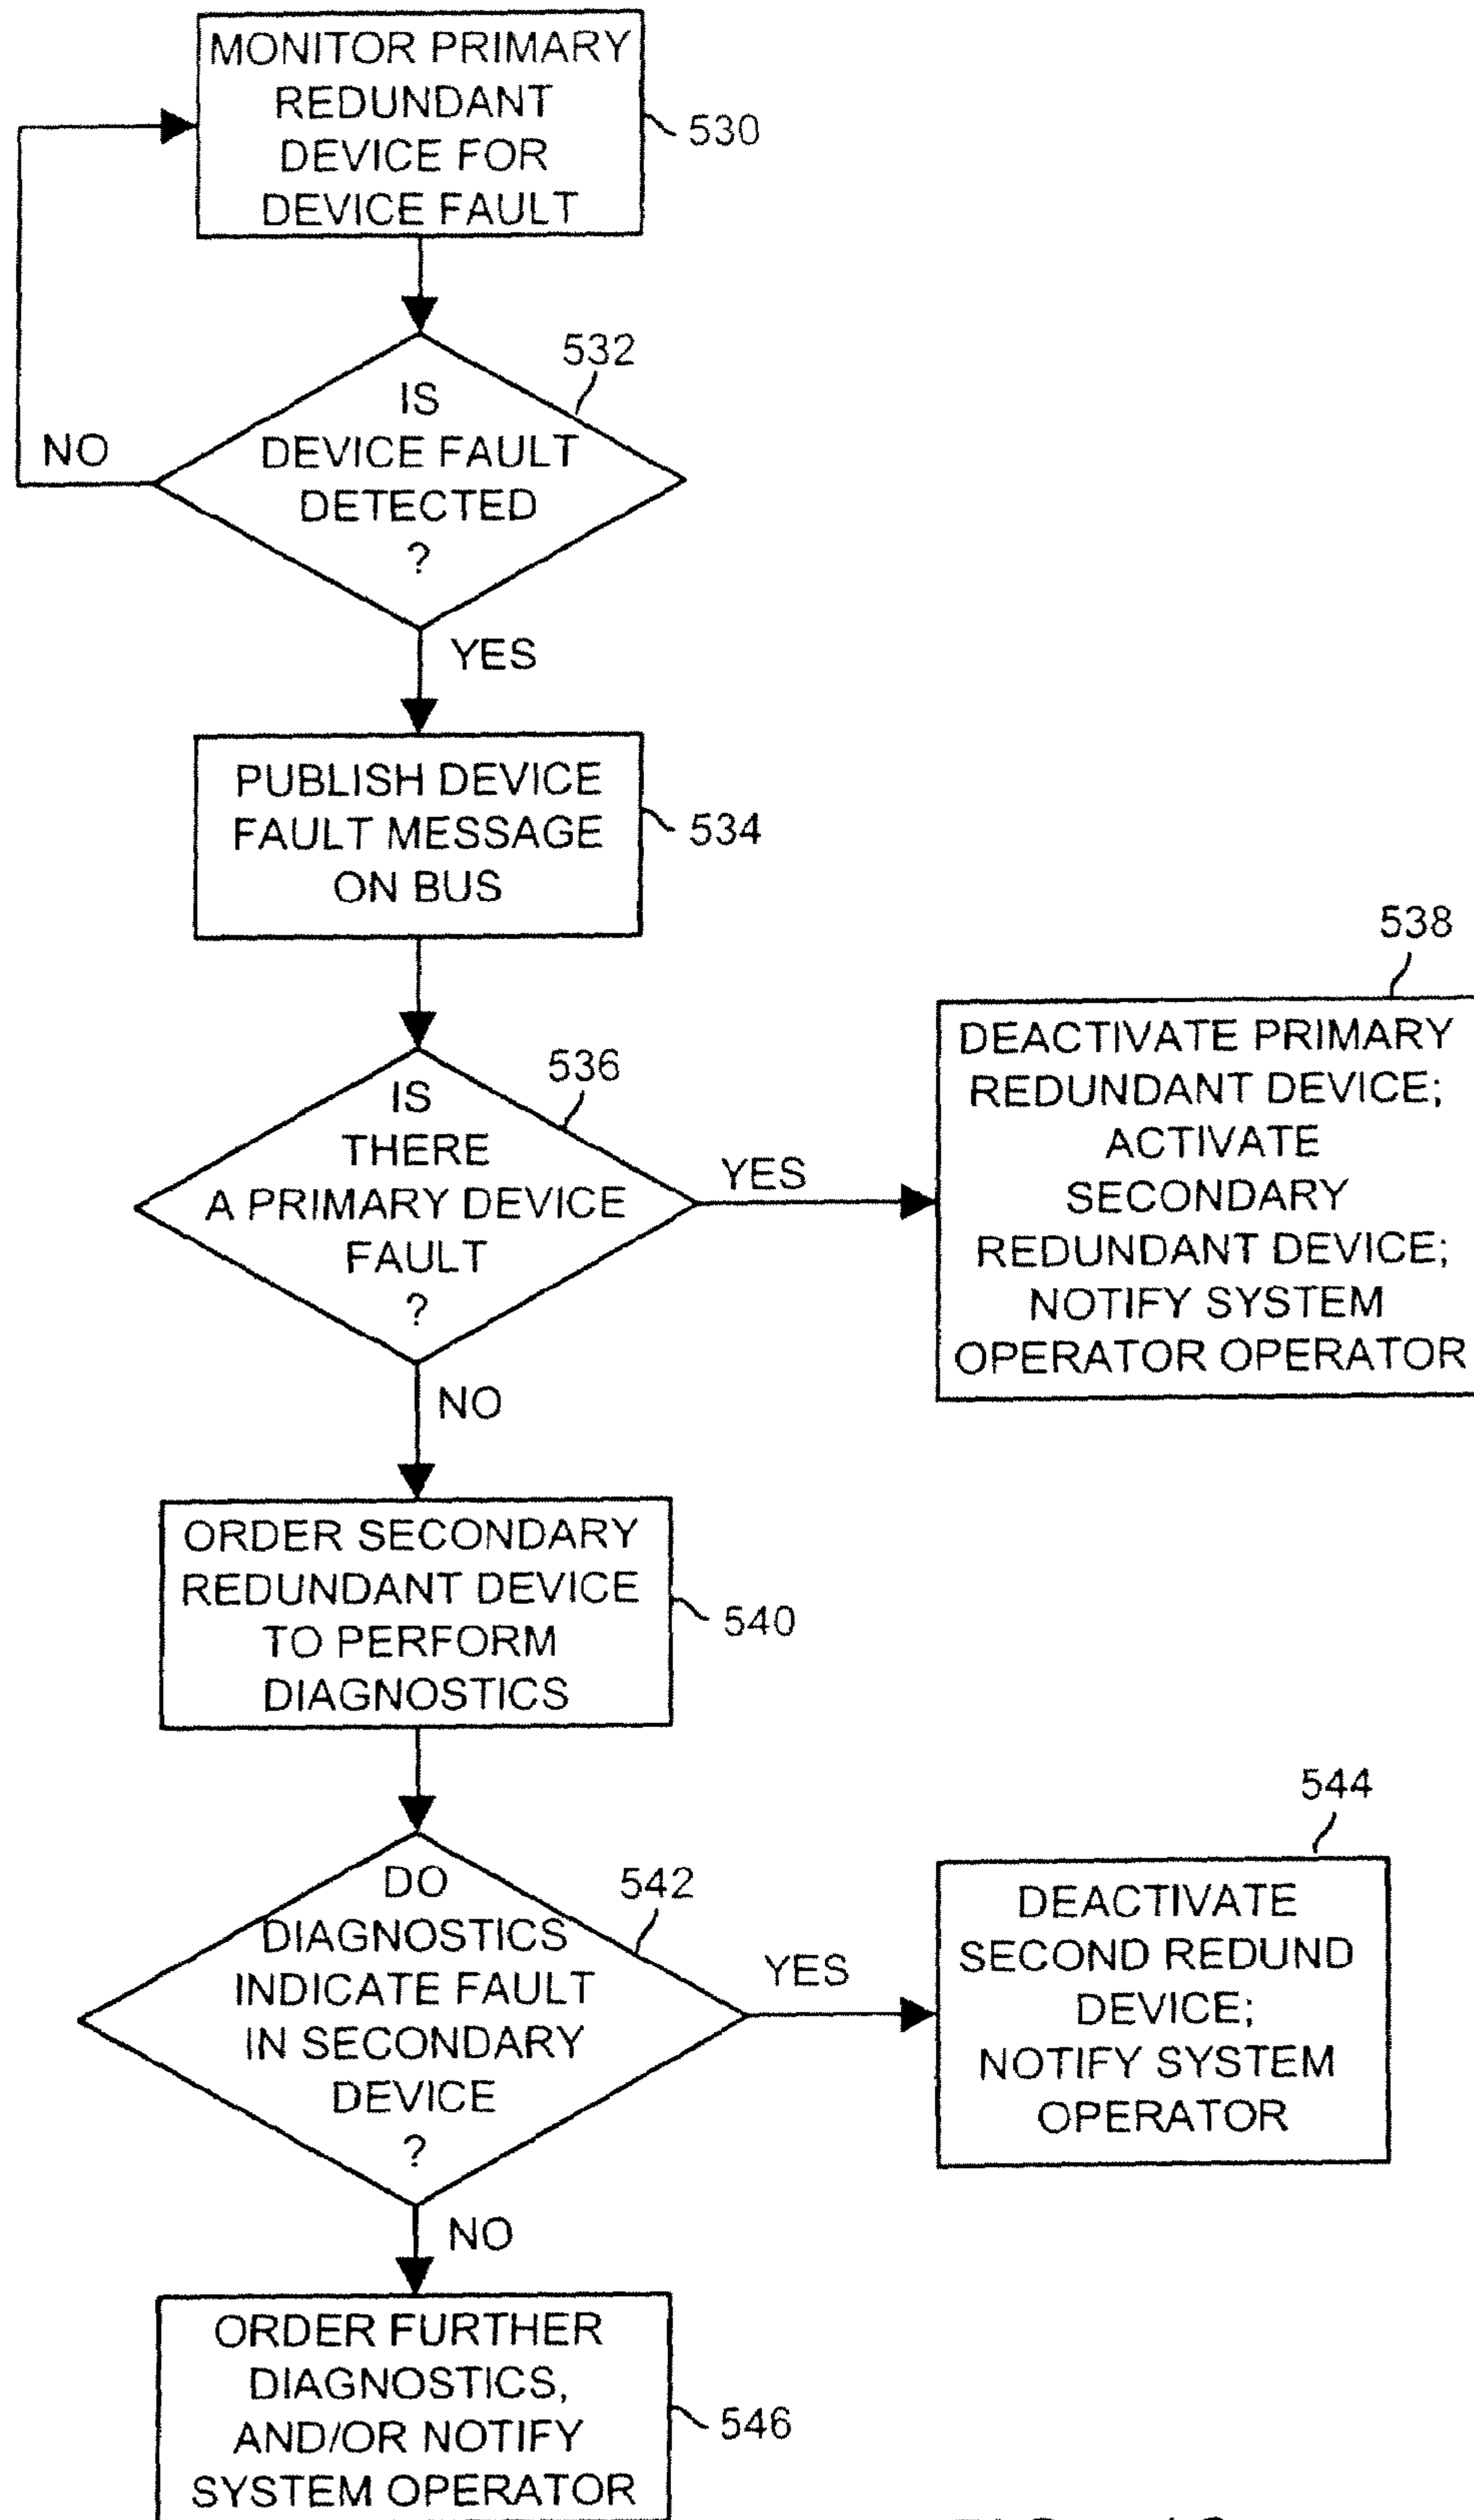 MONITOR PRIMARY
REDUNDANT
DEVICE FOR
DEVICE FAULT
530
532
IS
DEVICE FAULT
DETECTED
?
NO
YES
PUBLISH DEVICE
FAULT MESSAGE
ON BUS
534
536
IS
THERE
A PRIMARY DEVICE
FAULT
?
YES
538
DEACTIVATE PRIMARY
REDUNDANT DEVICE;
ACTIVATE
SECONDARY
REDUNDANT DEVICE;
NOTIFY SYSTEM
OPERATOR OPERATOR
NO
ORDER SECONDARY
REDUNDANT DEVICE
TO PERFORM
DIAGNOSTICS
540
542
DO
DIAGNOSTICS
INDICATE FAULT
IN SECONDARY
DEVICE
?
YES
544
DEACTIVATE
SECOND REDUND
DEVICE;
NOTIFY SYSTEM
OPERATOR
NO
ORDER FURTHER
DIAGNOSTICS,
AND/OR NOTIFY
SYSTEM OPERATOR
546